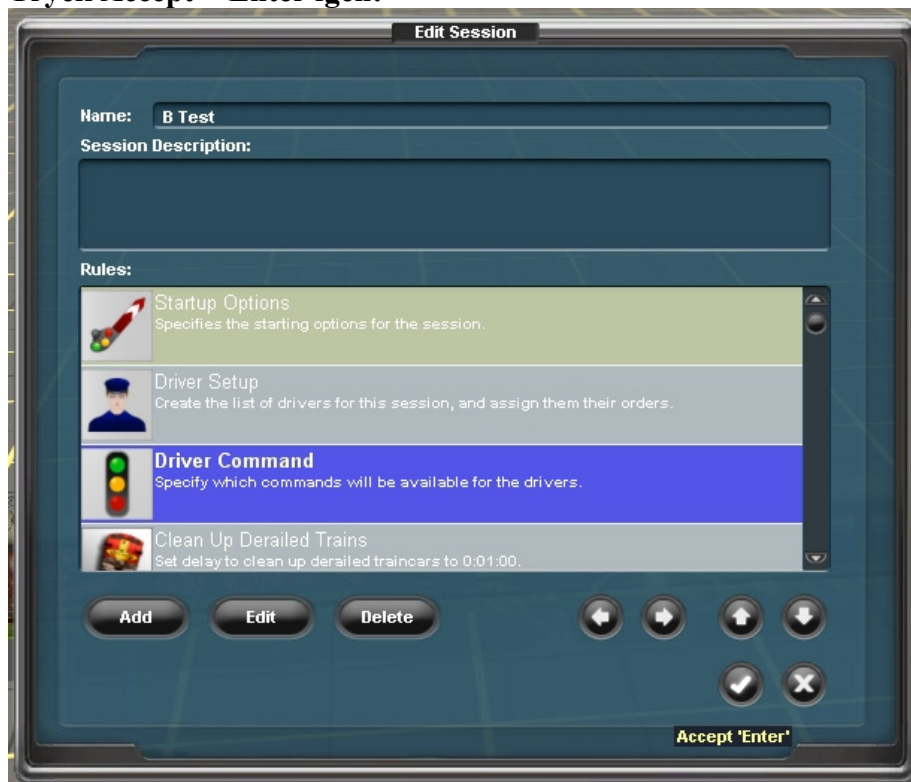 Edit Session
Name: B Test
Session Description:
Rules:
Startup Options
Specifies the starting options for the session.
Driver Setup
Create the list of drivers for this session, and assign them their orders.
Driver Command
Specify which commands will be available for the drivers.
Clean Up Derailed Trains
Set delay to clean up derailed traincars to 0:01:00.
Add Edit Delete
Accept 'Enter'